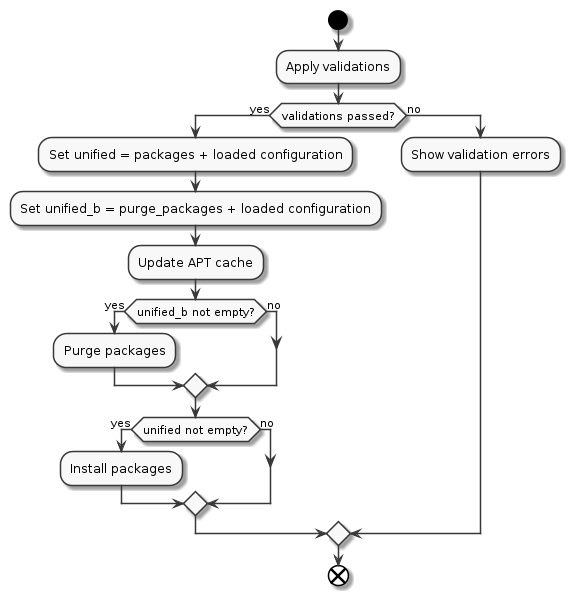 Apply validations
yes
validations passed?
no
Set unified = packages + loaded configuration
Show validation errors
Set unified_b = purge_packages + loaded configuration
Update APT cache
yes
unified_b not empty?
no
Purge packages
yes
unified not empty?
no
Install packages